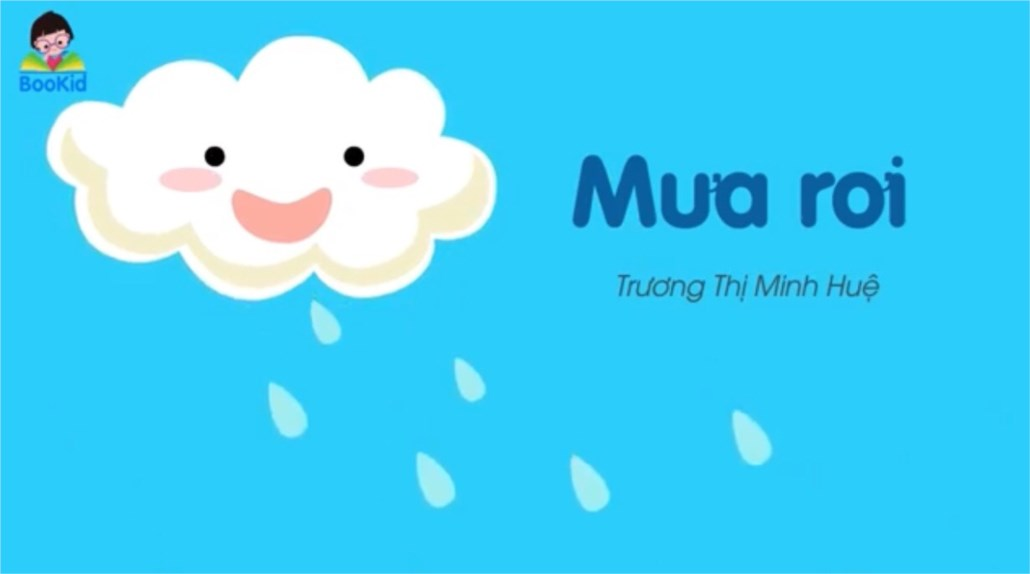 BooKid
Mưa rơi
Trương Thị Minh Huệ